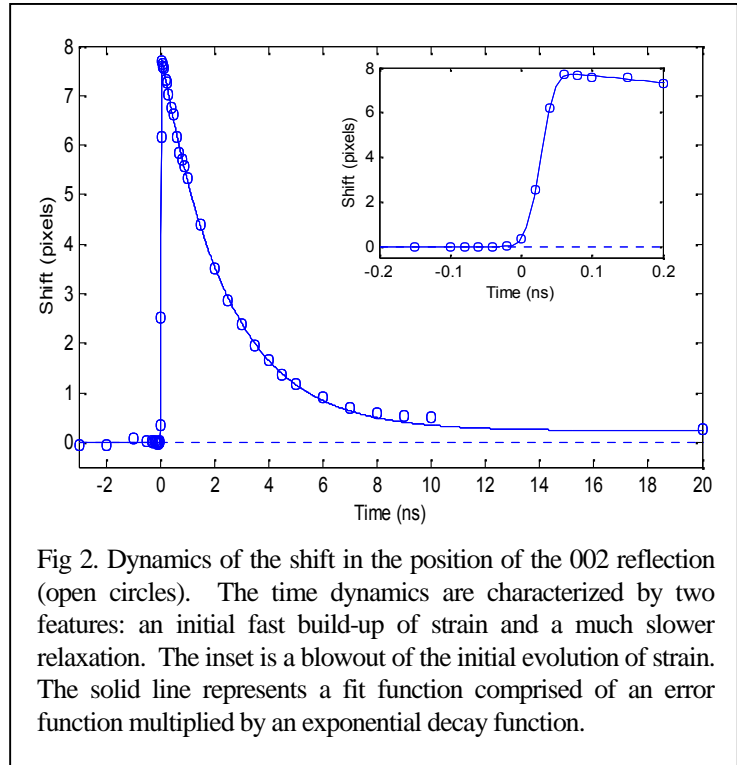 8
7
6
5
4
3
2
1
0
Shift (pixels)
-2 0 2 4 6 8 10 12 14 16 18 20
Time (ns)
8
6
4
2
0
Shift (pixels)
-0.2 -0.1 0 0.1 0.2
Time (ns)
Fig 2. Dynamics of the shift in the position of the 002 reflection
(open circles). The time dynamics are characterized by two
features: an initial fast build-up of strain and a much slower
relaxation. The inset is a blowout of the initial evolution of strain.
The solid line represents a fit function comprised of an error
function multiplied by an exponential decay function.